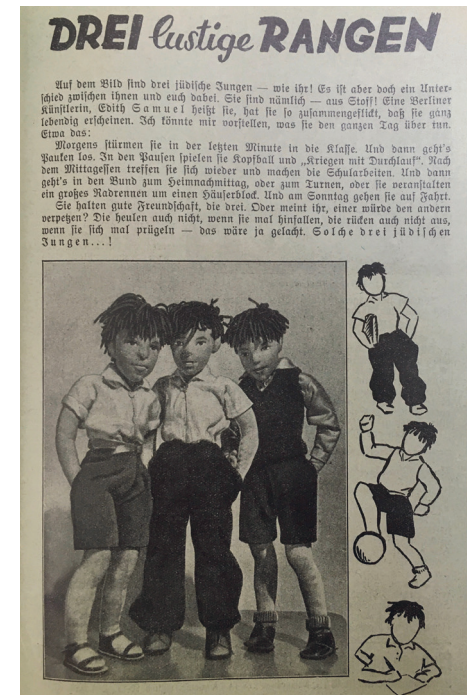 DREI lustige RANGEN
Auf dem Bild sind drei jüdische Jungen — wie ihr! Es ist aber doch ein Unter-
schied zwischen ihnen und euch dabei. Sie sind nämlich — aus Stoff! Eine Berliner
Künstlerin, Edith Samuel heißt sie, hat sie so zusammengeflickt, daß sie ganz
lebendig erscheinen. Ich könnte mir vorstellen, was sie den ganzen Tag über tun.
Etwa das:
Morgens stürmen sie in der letzten Minute in die Klasse. Und dann geht's
Pauken los. In den Pausen spielen sie Kopfball und „Kriegen mit Durchlauf“. Nach
dem Mittagessen treffen sie sich wieder und machen die Schularbeiten. Und dann
geht's in den Bund zum Heimnachmittag, oder zum Turnen, oder sie veranstalten
ein großes Radrennen um einen Häuserblock. Und am Sonntag gehen sie auf Fahrt.
Sie halten gute Freundschaft, die drei. Oder meint ihr, einer würde den andern
verpetzen? Die heulen auch nicht, wenn sie mal hinfallen, die rücken auch nicht aus,
wenn sie sich mal prügeln — das wäre ja gelacht. Solche drei jüdischen
Jungen...!